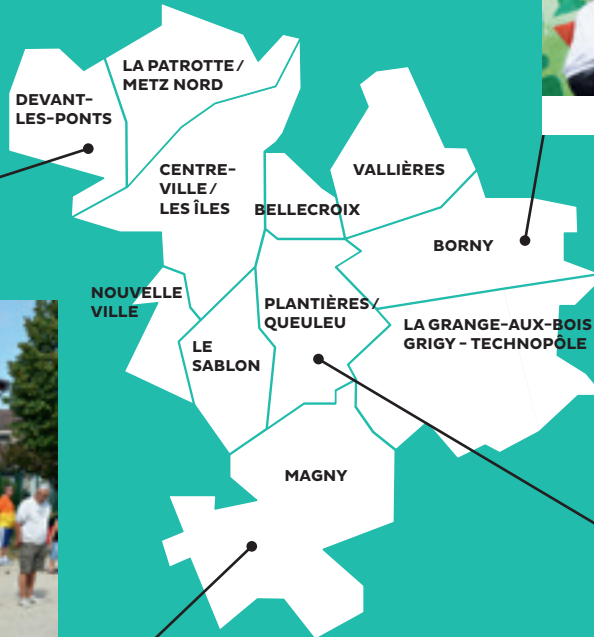 LA PATROTTE/
METZ NORD
DEVANT-
LES-PONTS
CENTRE-
VILLE/
LES ÎLES
VALLIÈRES
BELLECROIX
BORNY
NOUVELLE
VILLE
PLANTIÈRES/
QUEULEU
LA GRANGE-AUX-BOIS
GRIGY - TECHNOPÔLE
LE
SABLON
MAGNY